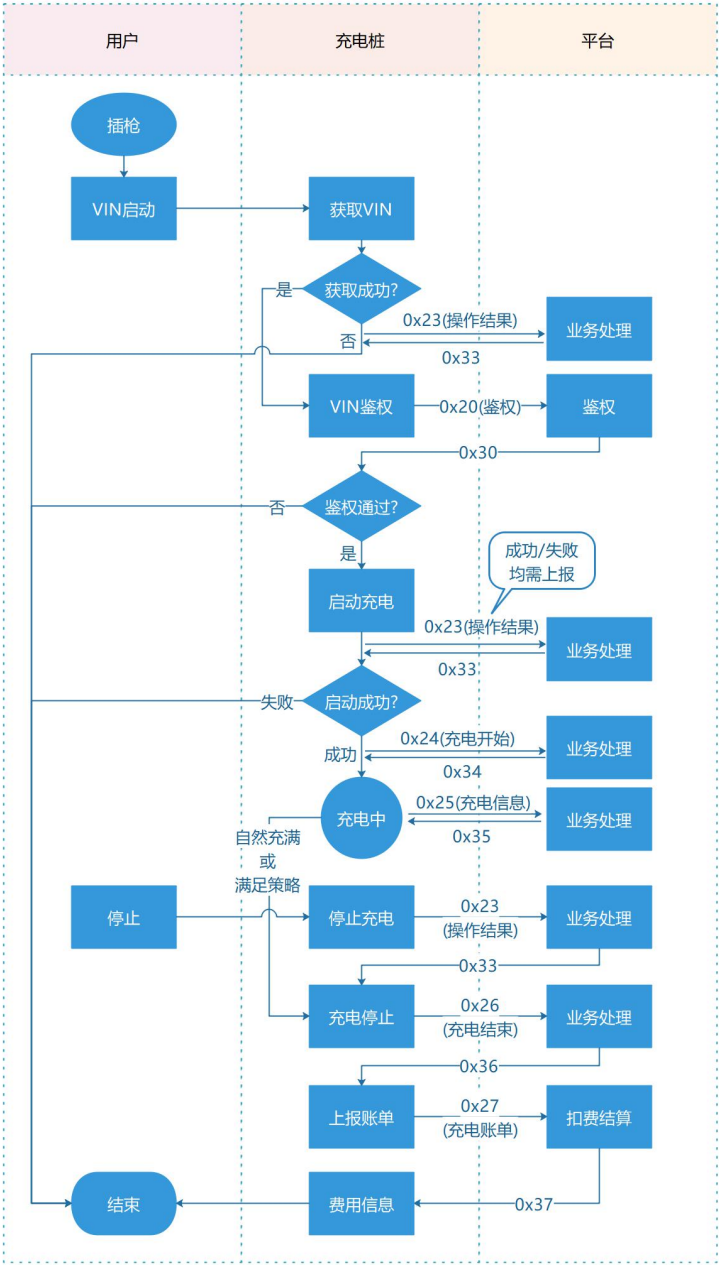 用户
充电桩
平台
插枪
VIN启动
获取VIN
是
获取成功?
0x23(操作结果)
业务处理
否
0x33
VIN鉴权
0x20(鉴权)
鉴权
0x30
否
鉴权通过?
是
成功/失败
均需上报
启动充电
0x23(操作结果)
业务处理
0x33
失败
启动成功?
0x24(充电开始)
业务处理
成功
0x34
0x25(充电信息)
充电中
业务处理
0x35
自然充满
或
满足策略
停止
停止充电
0x23
(操作结果)
业务处理
0x33
充电停止
0x26
(充电结束)
业务处理
0x36
上报账单
0x27
(充电账单)
扣费结算
结束
费用信息
0x37